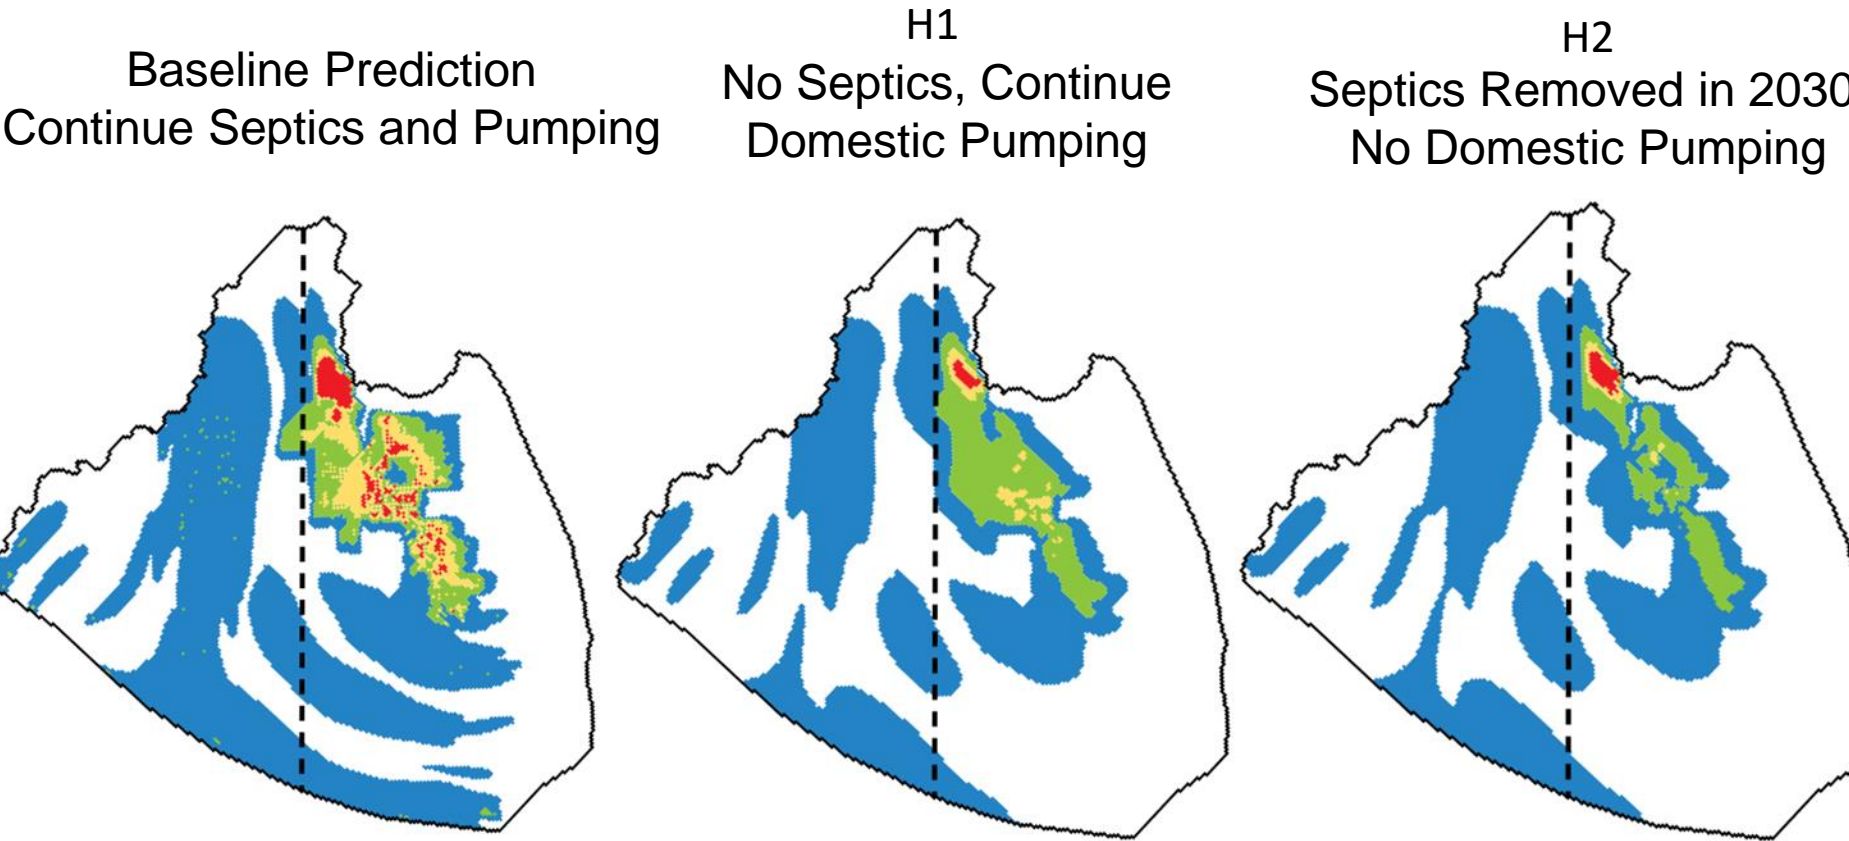 Baseline Prediction
Continue Septics and Pumping
H1
No Septics, Continue
Domestic Pumping
H2
Septics Removed in 2030
No Domestic Pumping